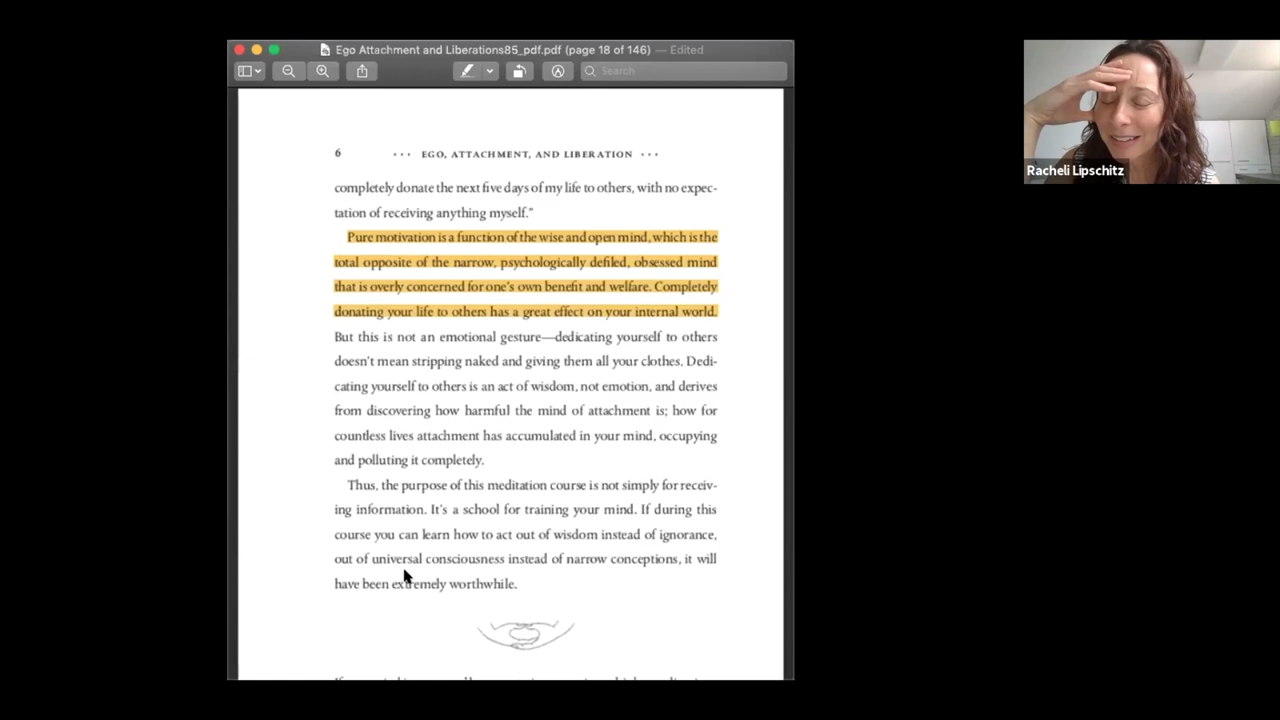 Ego Attachment and Liberations85_pdf.pdf (page 18 of 146) — Edited
Search
6 ··· EGO, ATTACHMENT, AND LIBERATION ···
completely donate the next five days of my life to others, with no expec-
tation of receiving anything myself."
Pure motivation is a function of the wise and open mind, which is the
total opposite of the narrow, psychologically defiled, obsessed mind
that is overly concerned for one's own benefit and welfare. Completely
donating your life to others has a great effect on your internal world.
But this is not an emotional gesture—dedicating yourself to others
doesn't mean stripping naked and giving them all your clothes. Dedi-
cating yourself to others is an act of wisdom, not emotion, and derives
from discovering how harmful the mind of attachment is; how for
countless lives attachment has accumulated in your mind, occupying
and polluting it completely.
Thus, the purpose of this meditation course is not simply for receiv-
ing information. It's a school for training your mind. If during this
course you can learn how to act out of wisdom instead of ignorance,
out of universal consciousness instead of narrow conceptions, it will
have been extremely worthwhile.
Racheli Lipschitz